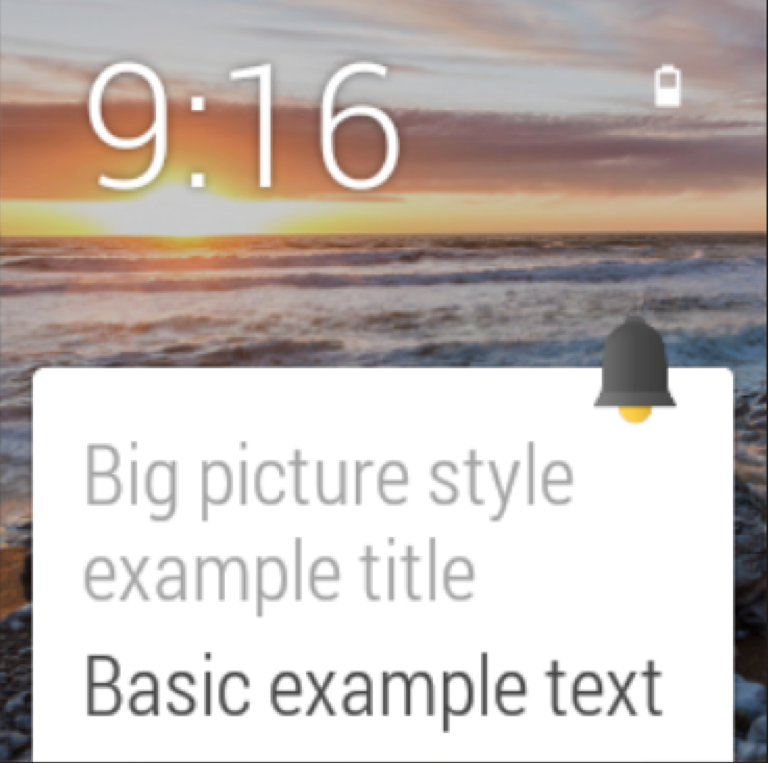 9:16
Big picture style
example title
Basic example text